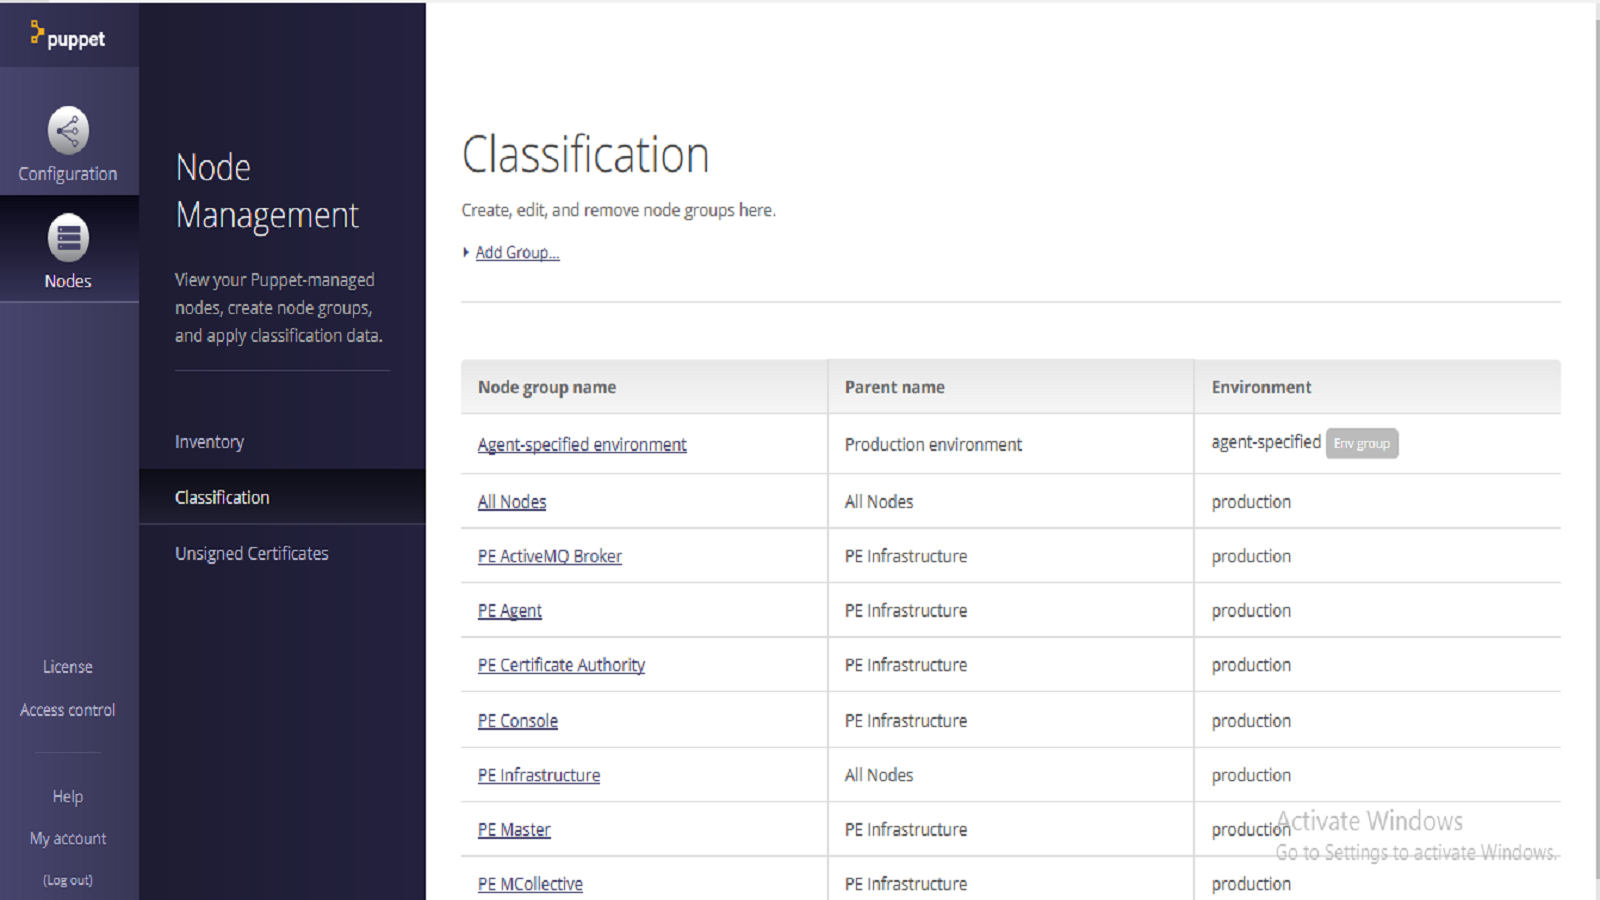 puppet
Configuration
Nodes
License
Access control
Help
My account
(Log out)
Node
Management
View your Puppet-managed
nodes, create node groups,
and apply classification data.
Inventory
Classification
Unsigned Certificates
Classification
Create, edit, and remove node groups here.
Add Group...
Node group name Parent name Environment
Agent-specified environment Production environment agent-specified Env group
All Nodes All Nodes production
PE ActiveMQ Broker PE Infrastructure production
PE Agent PE Infrastructure production
PE Certificate Authority PE Infrastructure production
PE Console PE Infrastructure production
PE Infrastructure All Nodes production
PE Master PE Infrastructure production
PE MCollective PE Infrastructure production
Activate Windows
Go to Settings to activate Windows.